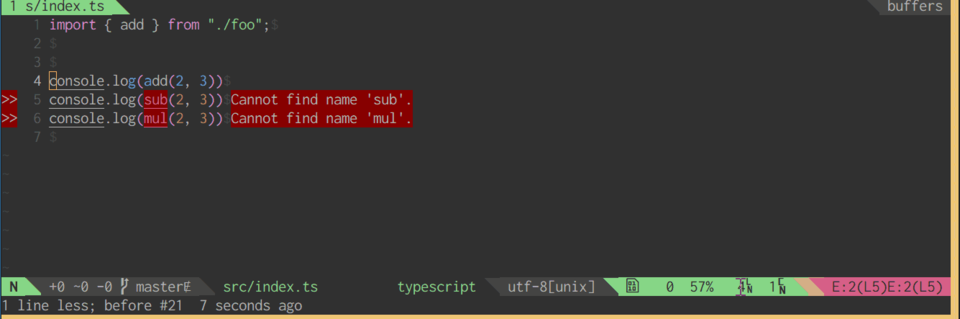 1 s/index.ts buffers
1 import { add } from "./foo";$
2 $
3 $
4 console.log(add(2, 3))$
>> 5 console.log(sub(2, 3))$Cannot find name 'sub'.
>> 6 console.log(mul(2, 3))$Cannot find name 'mul'.
7 $
~
~
~
~
~
~
~
N +0 ~0 -0 master src/index.ts typescript utf-8[unix] 0 57% 1 E:2(L5)E:2(L5)
1 line less; before #21 7 seconds ago